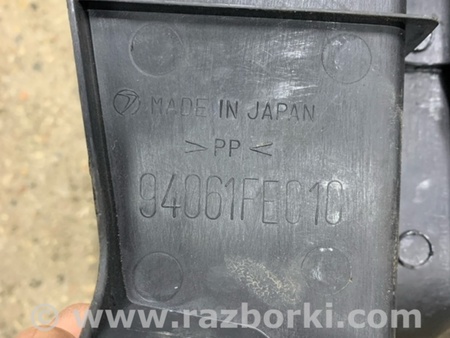 MADE IN JAPAN
>PP<
94061FE010
© www.razborki.com